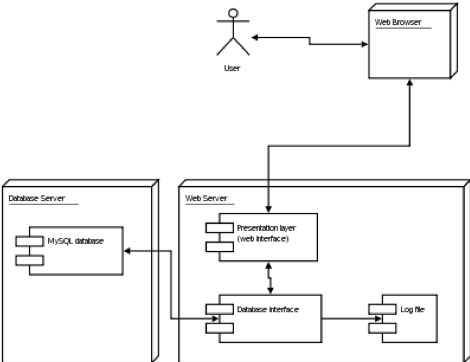 Web Browser
User
Database Server
MySQL database
Web Server
Presentation layer
(web interface)
Database interface
Log file